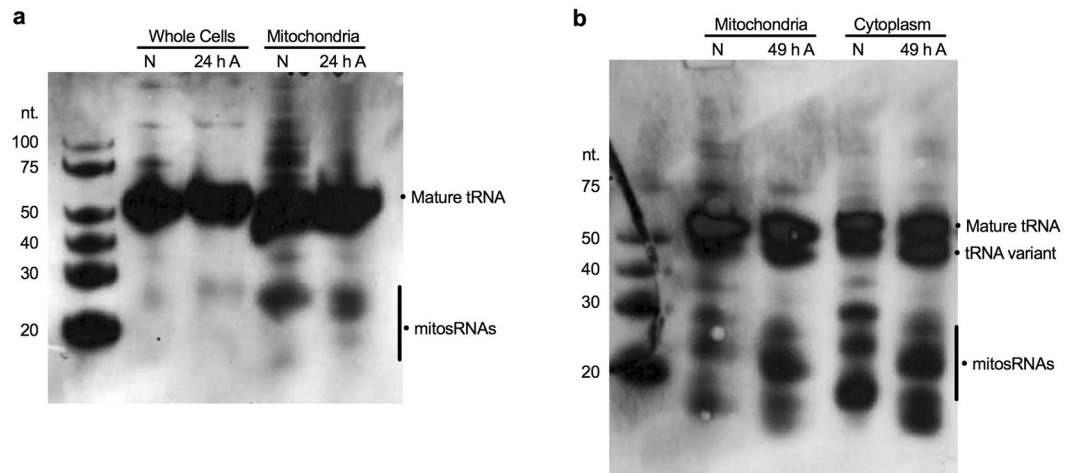 a
Whole Cells Mitochondria
N 24 h A N 24 h A
nt.
100
75
50
40
30
20
Mature tRNA
mitosRNAs
b
Mitochondria Cytoplasm
N 49 h A N 49 h A
nt.
75
50
40
30
20
Mature tRNA
tRNA variant
mitosRNAs